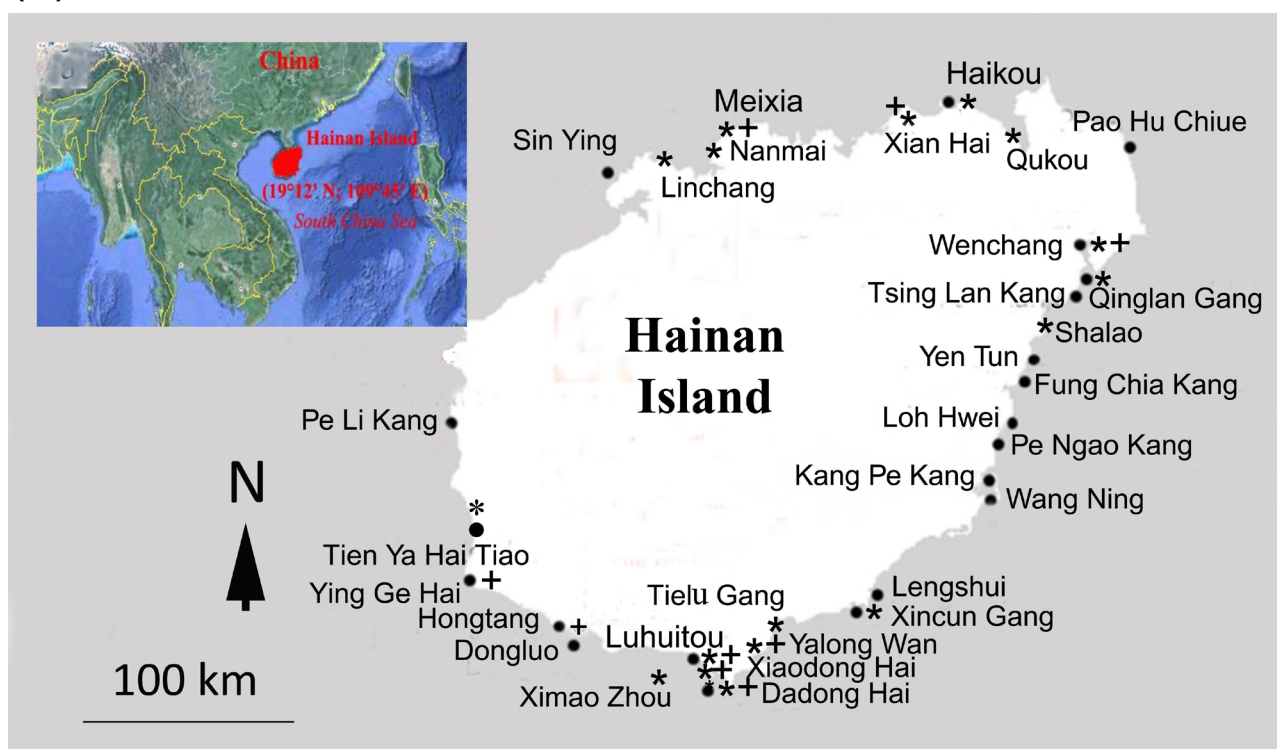 China
Hainan Island
(19°12' N; 109°45' E)
South China Sea
Haikou
Meixia
Pao Hu Chiue
Sin Ying
Xian Hai
Nanmai
Qukou
Linchang
Wenchang
Tsing Lan Kang
Qinglan Gang
Shalao
Hainan
Island
Yen Tun
Fung Chia Kang
Loh Hwei
Pe Li Kang
Pe Ngao Kang
Kang Pe Kang
Wang Ning
N
Tien Ya Hai Tiao
Ying Ge Hai
Lengshui
Tielu Gang
Xincun Gang
Hongtang
Luhuitou
Yalong Wan
Dongluo
Xiaodong Hai
100 km
Ximao Zhou
Dadong Hai